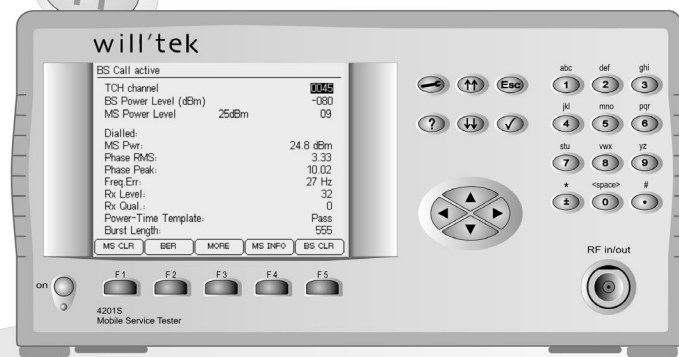 will'tek
BS Call active
TCH channel 0045
BS Power Level (dBm) -080
MS Power Level 25dBm 09
Dialled:
MS Pwr: 24.8 dBm
Phase RMS: 3.33
Phase Peak: 10.02
Freq.Err: 27 Hz
Rx Level: 32
Rx Qual.: 0
Power-Time Template: Pass
Burst Length: 555
MS CLR BER MORE MS INFO BS CLR
on F1 F2 F3 F4 F5
4201S
Mobile Service Tester
Esc
?
abc def ghi
1 2 3
jkl mno pqr
4 5 6
stu vwx yz
7 8 9
* <space> #
± 0 •
RF in/out